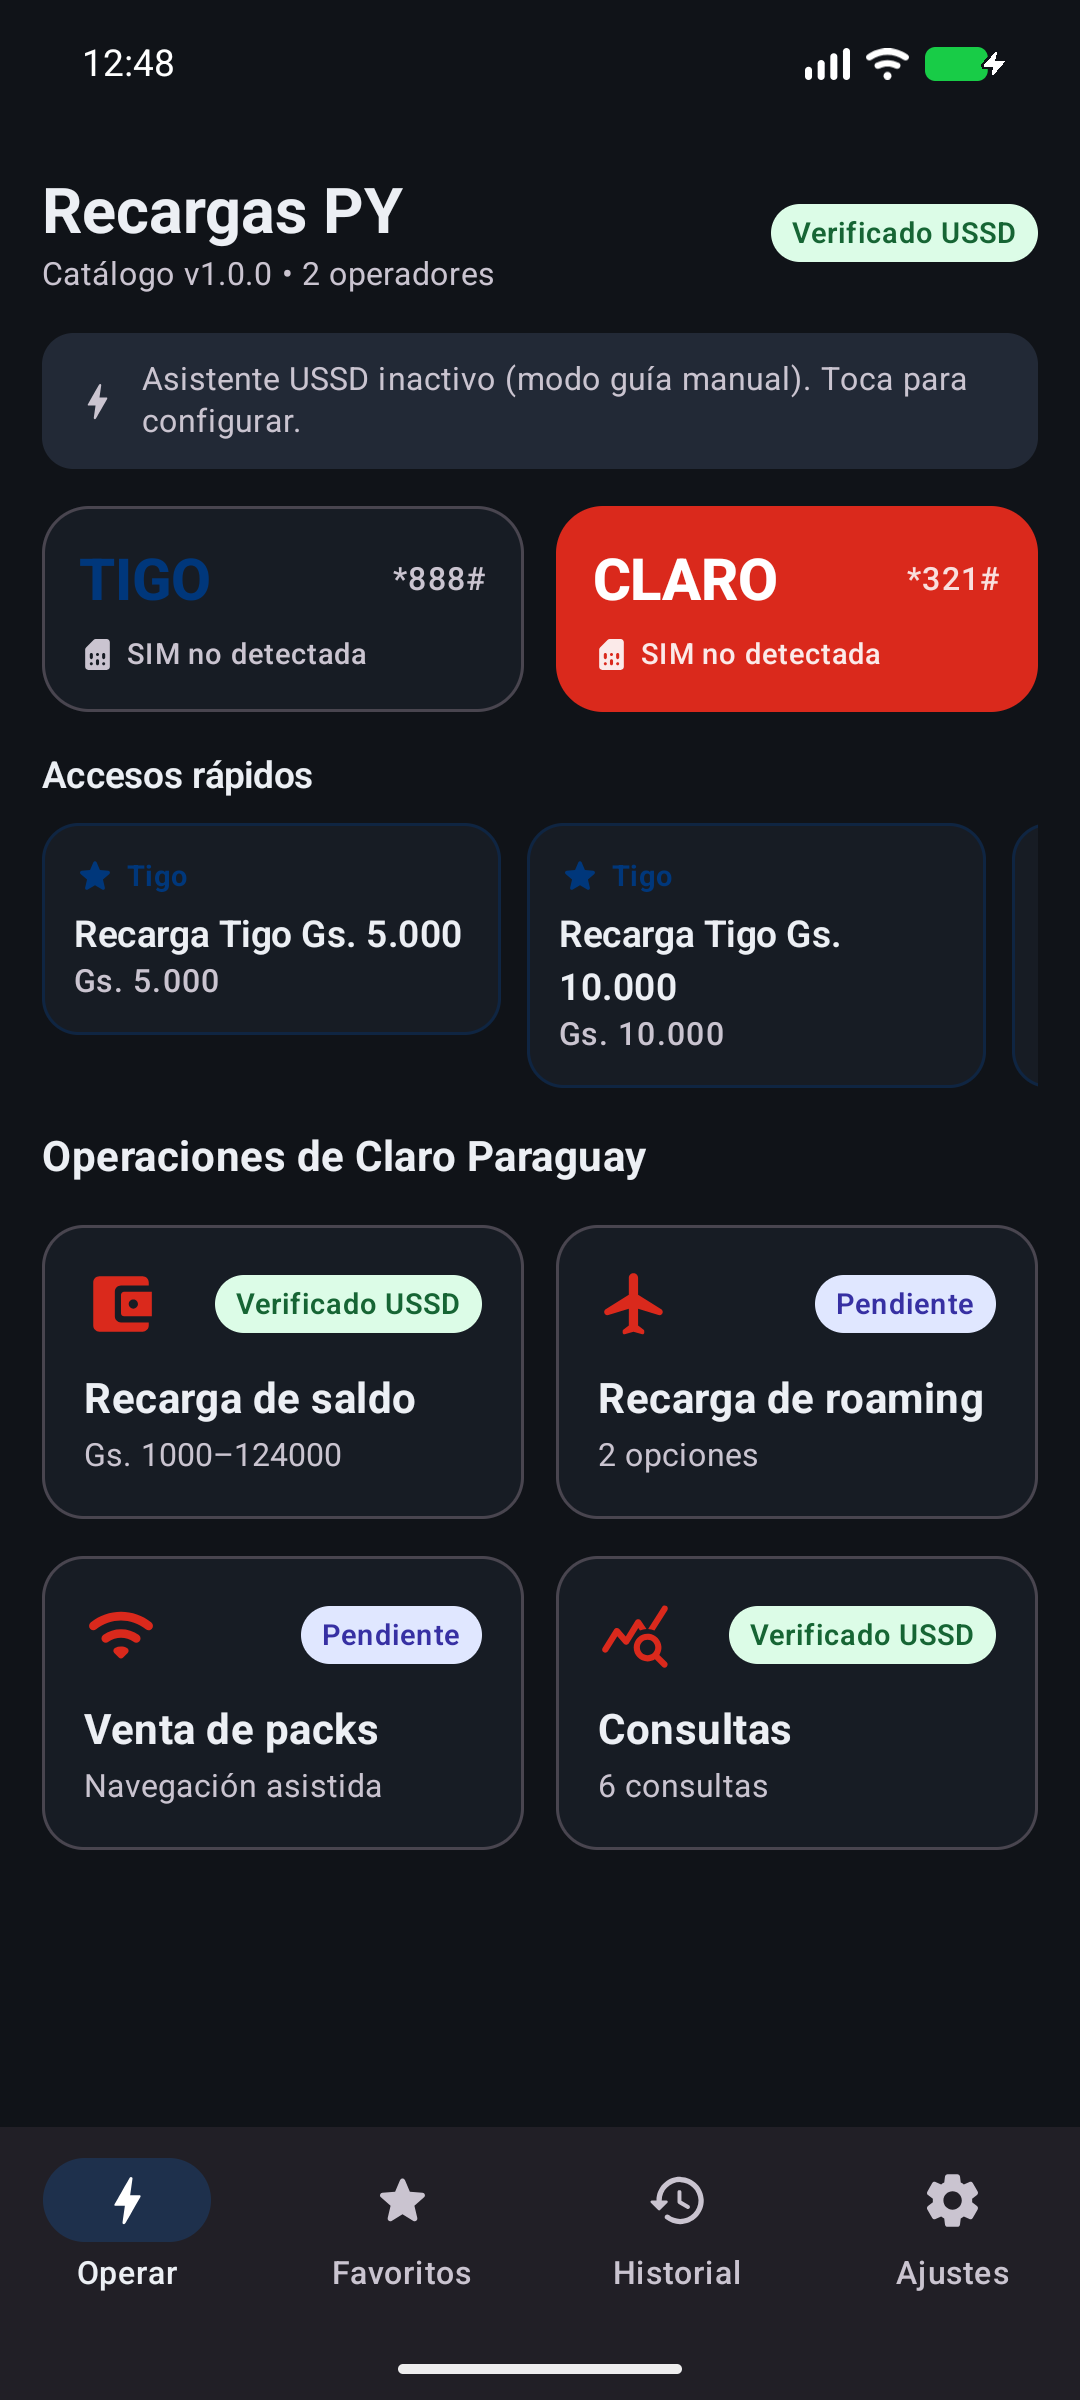 12:48
Recargas PY
Catálogo v1.0.0 • 2 operadores
Verificado USSD
Asistente USSD inactivo (modo guía manual). Toca para
configurar.
TIGO
*888#
SIM no detectada
CLARO
*321#
SIM no detectada
Accesos rápidos
Tigo
Recarga Tigo Gs. 5.000
Gs. 5.000
Tigo
Recarga Tigo Gs.
10.000
Gs. 10.000
Operaciones de Claro Paraguay
Verificado USSD
Recarga de saldo
Gs. 1000–124000
Pendiente
Recarga de roaming
2 opciones
Pendiente
Venta de packs
Navegación asistida
Verificado USSD
Consultas
6 consultas
Operar
Favoritos
Historial
Ajustes